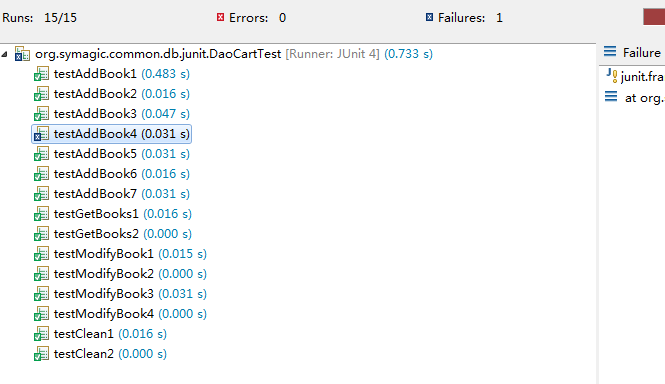 Runs: 15/15 Errors: 0 Failures: 1
org.symagic.common.db.junit.DaoCartTest [Runner: JUnit 4] (0.733 s)
testAddBook1 (0.483 s)
testAddBook2 (0.016 s)
testAddBook3 (0.047 s)
testAddBook4 (0.031 s)
testAddBook5 (0.031 s)
testAddBook6 (0.016 s)
testAddBook7 (0.031 s)
testGetBooks1 (0.016 s)
testGetBooks2 (0.000 s)
testModifyBook1 (0.015 s)
testModifyBook2 (0.000 s)
testModifyBook3 (0.031 s)
testModifyBook4 (0.000 s)
testClean1 (0.016 s)
testClean2 (0.000 s)
Failure
junit.fra
at org.